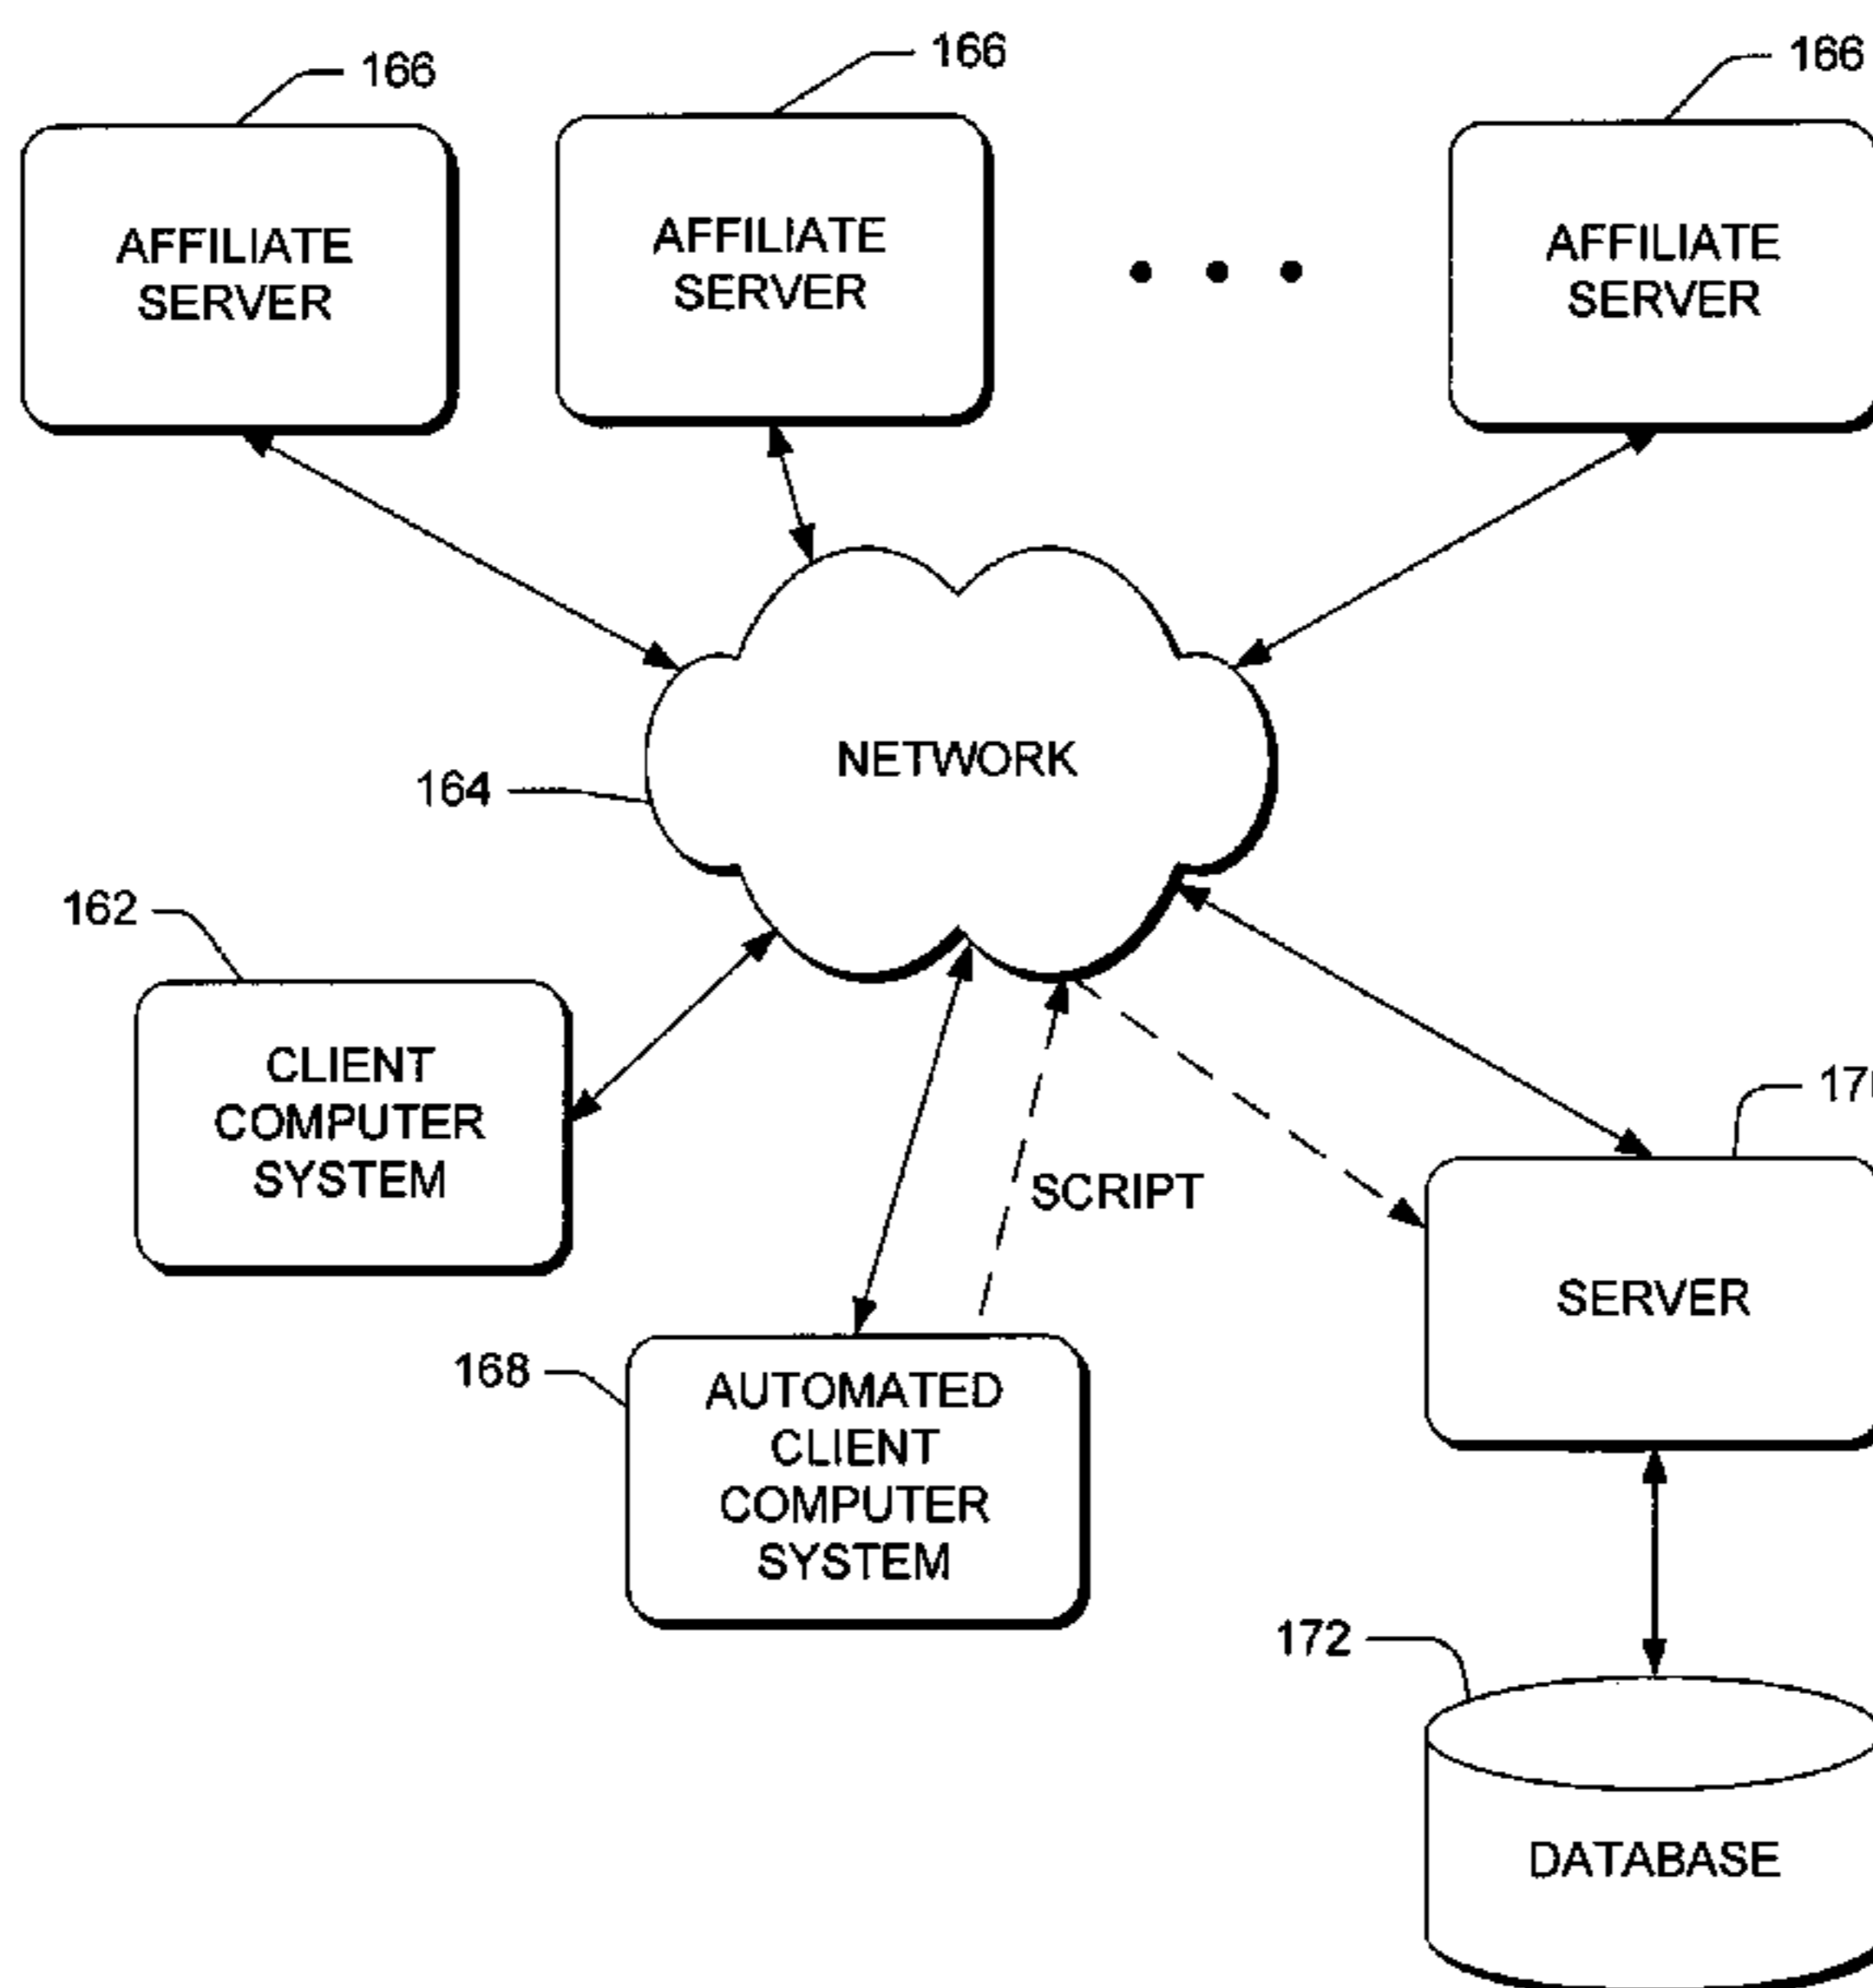 166
166
166
AFFILIATE
SERVER
AFFILIATE
SERVER
AFFILIATE
SERVER
NETWORK
164
162
CLIENT
COMPUTER
SYSTEM
SCRIPT
SERVER
168
AUTOMATED
CLIENT
COMPUTER
SYSTEM
172
DATABASE